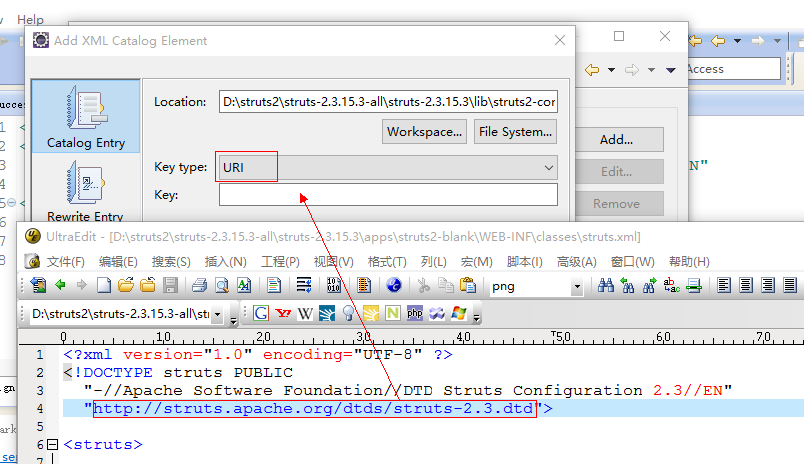 Help
Add XML Catalog Element
Access
Location:
D:\struts2\struts-2.3.15.3-all\struts-2.3.15.3\lib\struts2-cor
Workspace...
File System...
Catalog Entry
Add...
Key type:
URI
Edit...
N"
Key:
Remove
Rewrite Entry
UltraEdit - [D:\struts2\struts-2.3.15.3-all\struts-2.3.15.3\apps\struts2-blank\WEB-INF\classes\struts.xml]
文件(F) 编辑(E) 搜索(S) 插入(N) 工程(P) 视图(V) 格式(T) 列(L) 宏(M) 脚本(I) 高级(A) 窗口(W) 帮助(H)
png
D:\struts2\struts-2.3.15.3-all\str
0 10 20 30 40 50 60 70
1 <?xml version="1.0" encoding="UTF-8" ?>
2 <!DOCTYPE struts PUBLIC
3 "-//Apache Software Foundation//DTD Struts Configuration 2.3//EN"
4 "http://struts.apache.org/dtds/struts-2.3.dtd">
5
6 <struts>
7